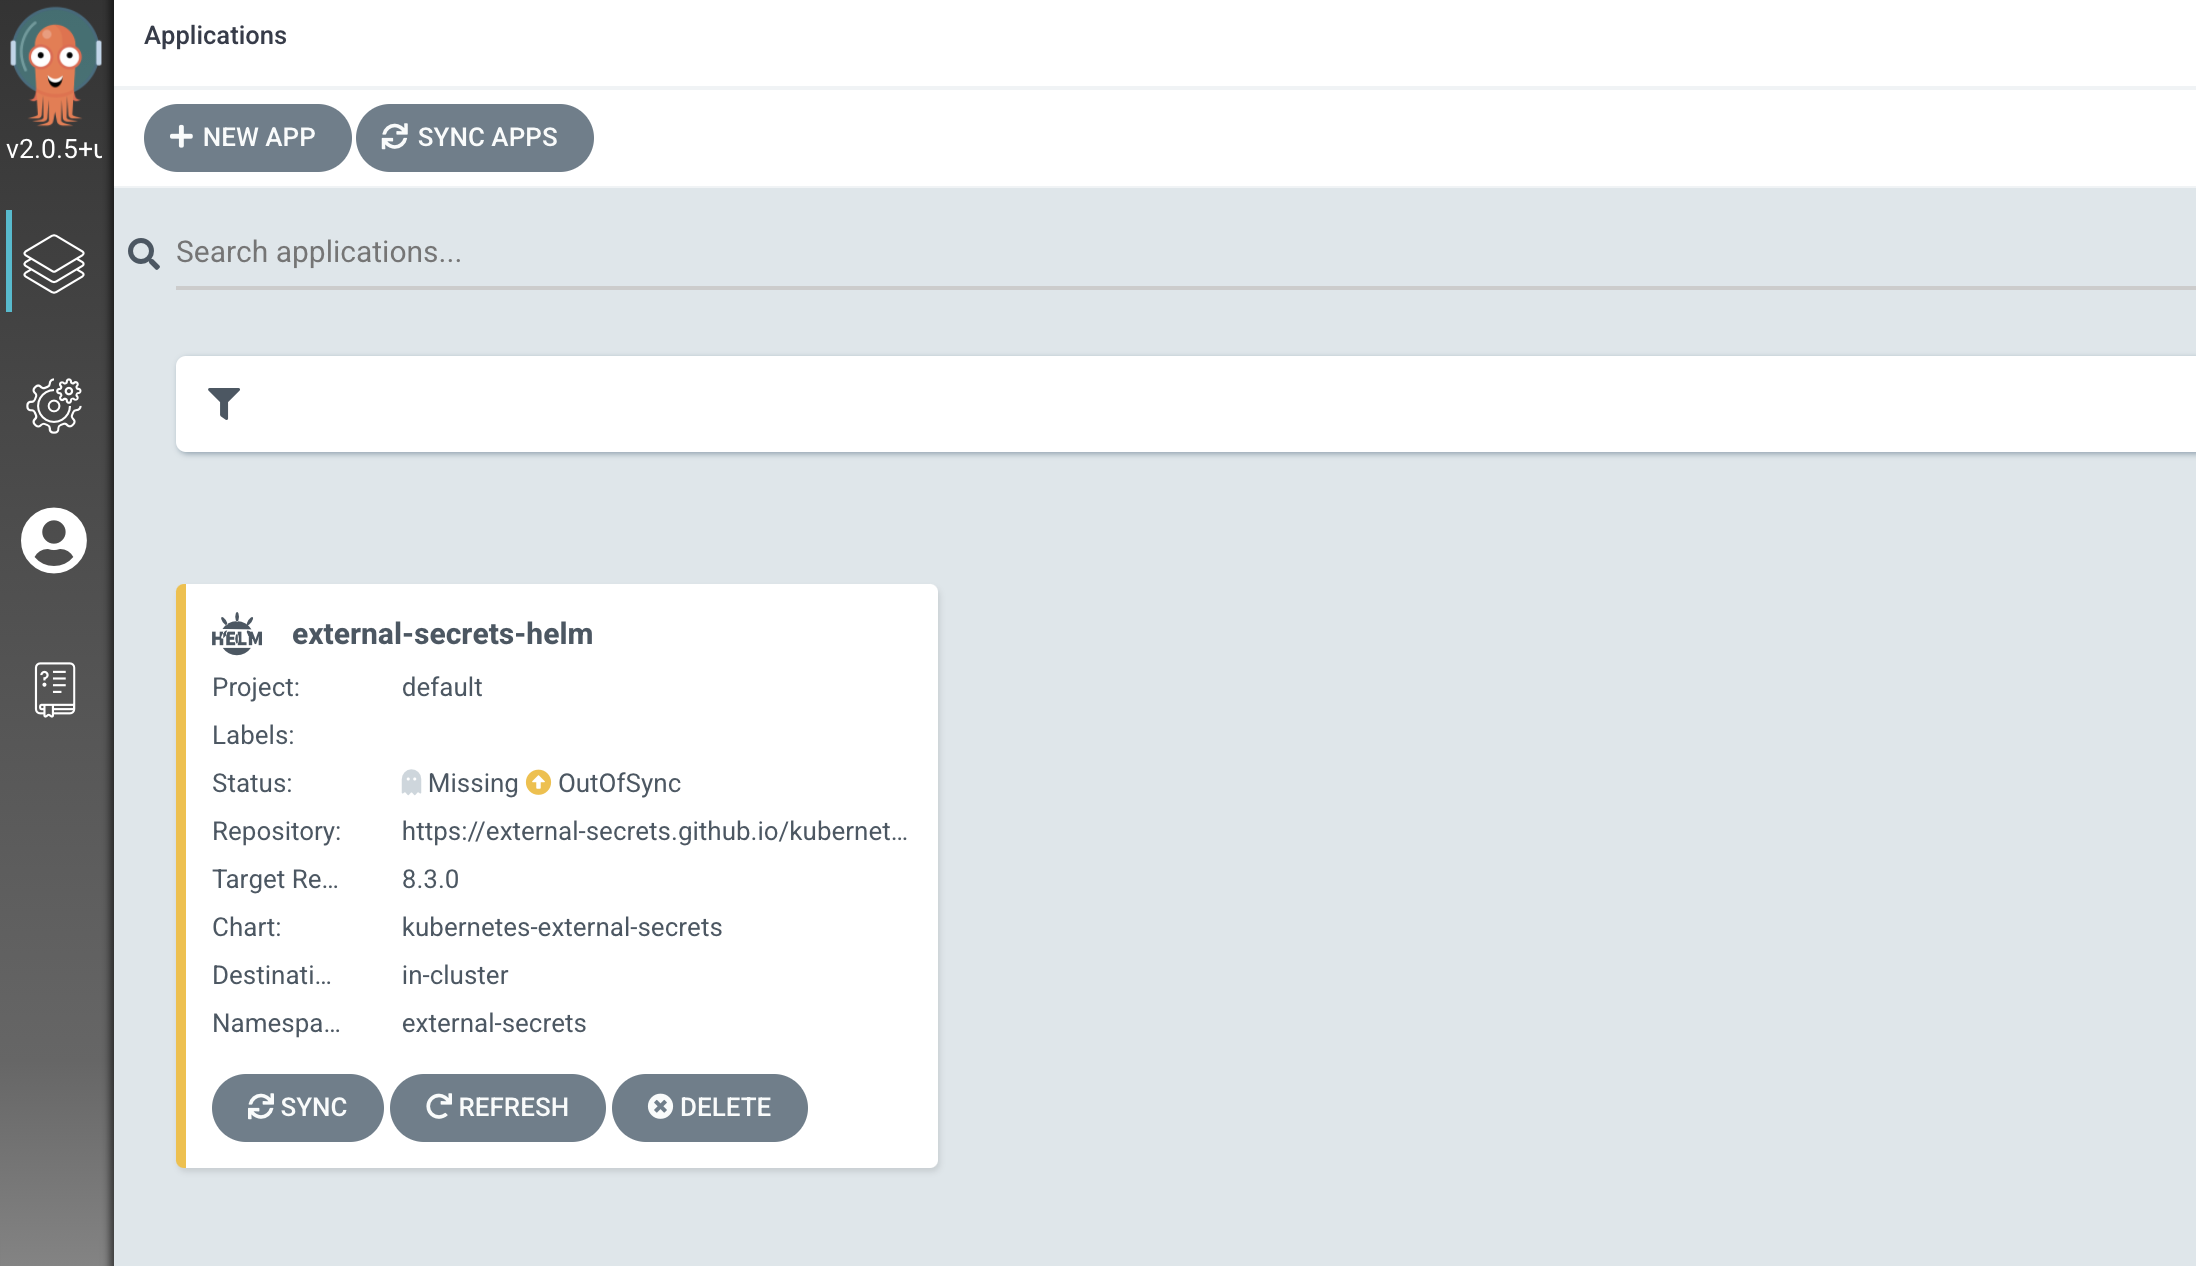 Applications
v2.0.5+u
NEW APP SYNC APPS
Search applications...
HELM external-secrets-helm
Project: default
Labels:
Status: Missing OutOfSync
Repository: https://external-secrets.github.io/kubernet...
Target Re... 8.3.0
Chart: kubernetes-external-secrets
Destinati... in-cluster
Namespa... external-secrets
SYNC REFRESH DELETE